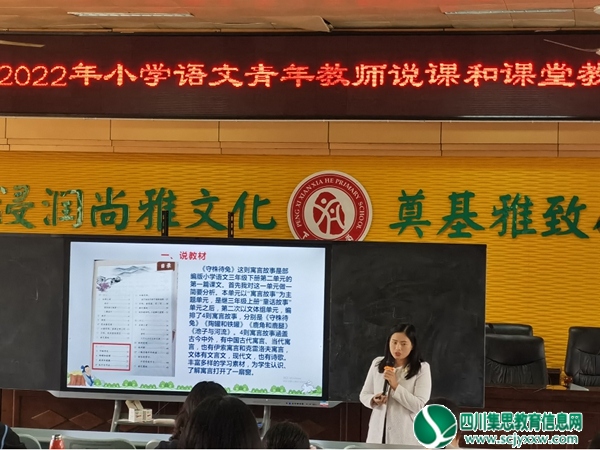 2022年小学语文青年教师说课和课堂教
浸润尚雅文化
PENG XI XIAN XIA HE PRIMARY SCHOOL
奠基雅致
一、说教材
《守株待兔》这则寓言故事是部
编版小学语文三年级下册第二单元的
第一篇课文。首先我对这一单元做一
简要分析。本单元以“寓言故事”为主
题单元，是继三年级上册“童话故事”
单元之后，第二次以文体组单元，编
排了4则寓言故事，分别是《守株待
兔》《陶罐和铁罐》《鹿角和鹿腿》
《池子与河流》。4则寓言故事涵盖
古今中外，有中国古代寓言、当代寓
言，也有伊索寓言和克雷洛夫寓言，
文体有文言文，现代文，也有诗歌，
丰富多样的学习素材，为学生认识、
了解寓言打开了一扇窗。
四川集思教育信息网
www.scjyxxw.com